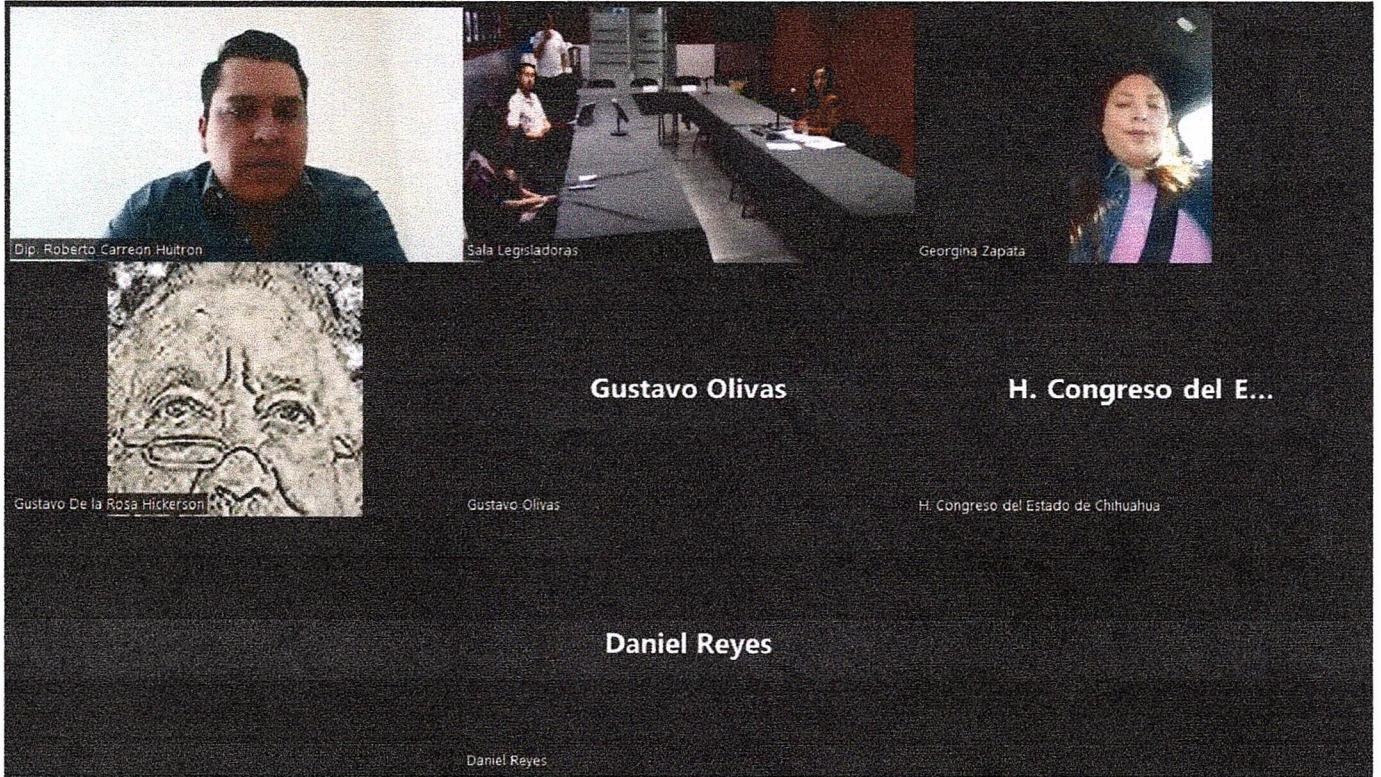 Dip. Roberto Carreon Huitron
Sala Legisladoras
Georgina Zapata
Gustavo De la Rosa Hickerson
Gustavo Olivas
Gustavo Olivas
H. Congreso del E...
H. Congreso del Estado de Chihuahua
Daniel Reyes
Daniel Reyes